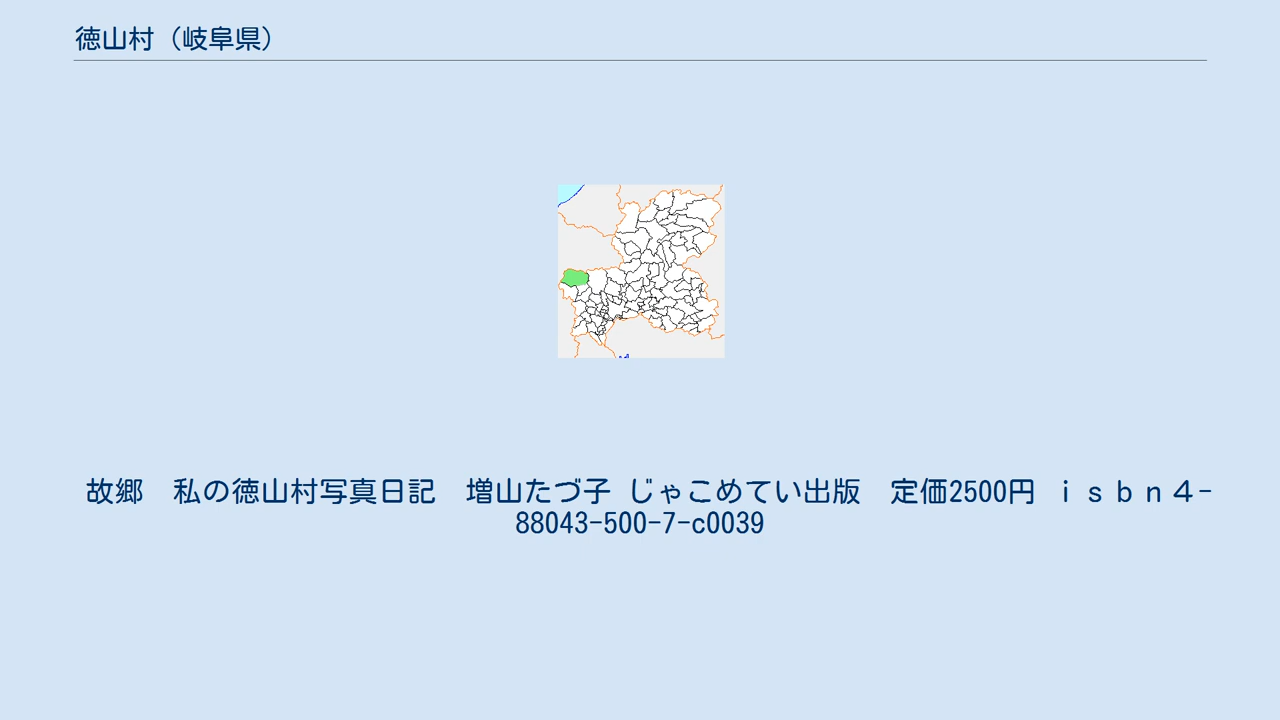 徳山村（岐阜県）
故郷　私の徳山村写真日記　増山たづ子 じゃこめてい出版　定価2500円 ｉｓｂｎ４-
88043-500-7-c0039